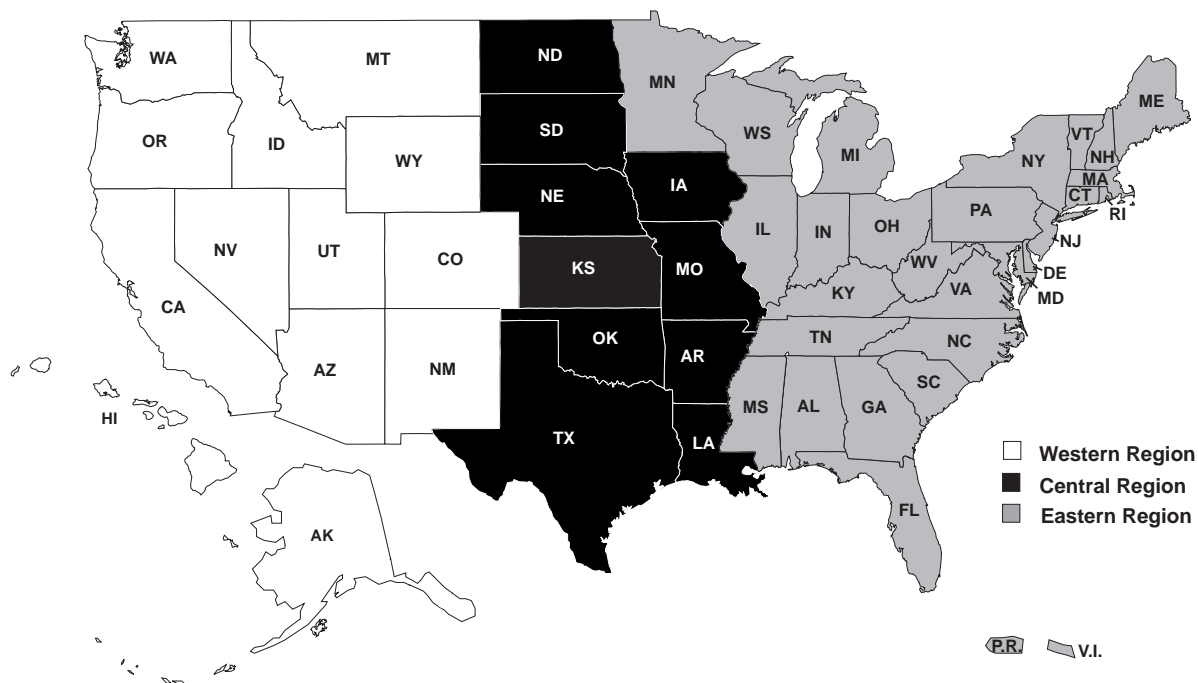 WA
MT
ND
MN
ME
OR
ID
WY
SD
WS
MI
NY
VT
NH
MA
CT
RI
NE
IA
PA
NJ
NV
UT
CO
KS
MO
IL
IN
OH
WV
DE
MD
VA
KY
CA
AZ
NM
OK
AR
TN
NC
SC
HI
TX
LA
MS
AL
GA
FL
AK
Western Region
Central Region
Eastern Region
P.R.
V.I.